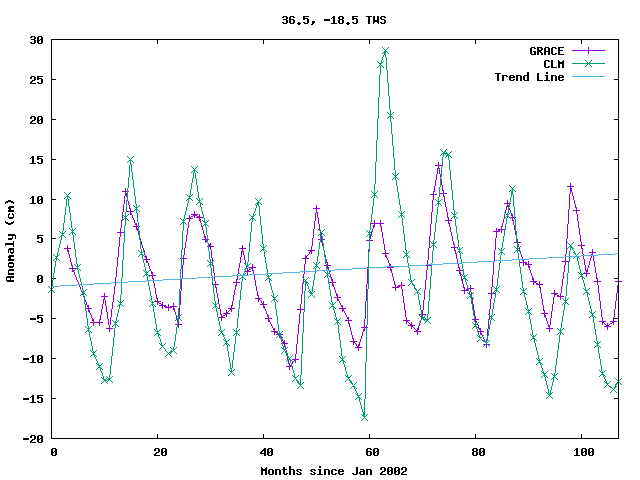 36.5, -18.5 TWS
GRACE
CLM
Trend Line
30
25
20
15
10
5
0
-5
-10
-15
-20
Anomaly (cm)
0 20 40 60 80 100
Months since Jan 2002